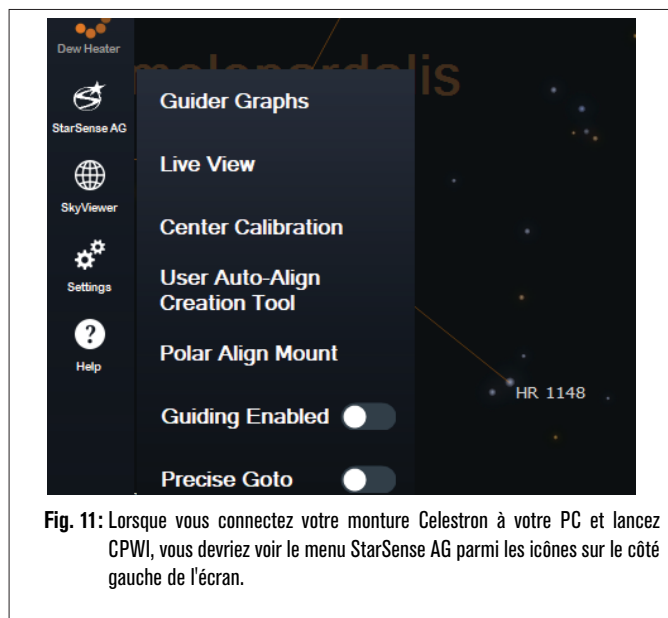 Dew Heater
melopardalis
StarSense AG
SkyViewer
Settings
Help
Guider Graphs
Live View
Center Calibration
User Auto-Align
Creation Tool
Polar Align Mount
Guiding Enabled
Precise Goto
HR 1148
Fig. 11: Lorsque vous connectez votre monture Celestron à votre PC et lancez
CPWI, vous devriez voir le menu StarSense AG parmi les icônes sur le côté
gauche de l'écran.